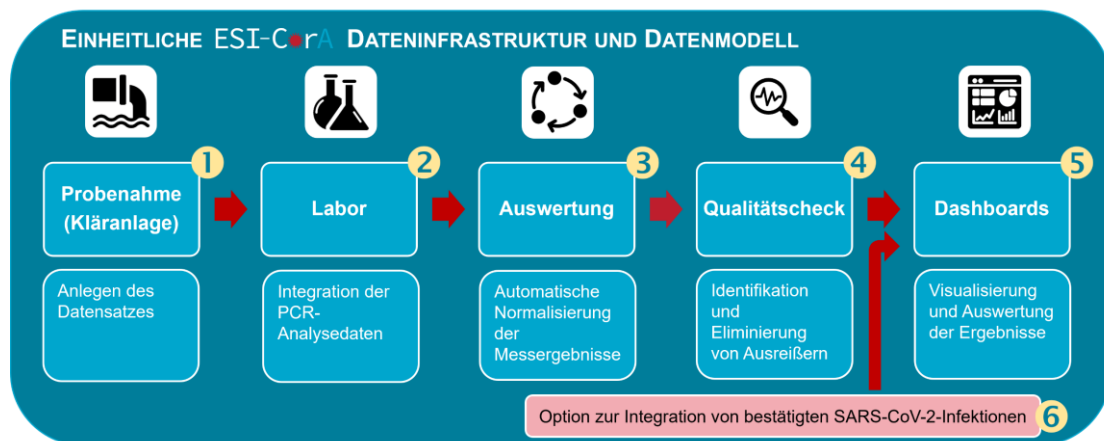 EINHEITLICHE ESI-CorA DATENINFRASTRUKTUR UND DATENMODELL
1
Probenahme
(Kläranlage)
Anlegen des
Datensatzes
2
Labor
Integration der
PCR-
Analysedaten
3
Auswertung
Automatische
Normalisierung
der
Messergebnisse
4
Qualitätscheck
Identifikation
und
Eliminierung
von Ausreißern
5
Dashboards
Visualisierung
und Auswertung
der Ergebnisse
Option zur Integration von bestätigten SARS-CoV-2-Infektionen
6